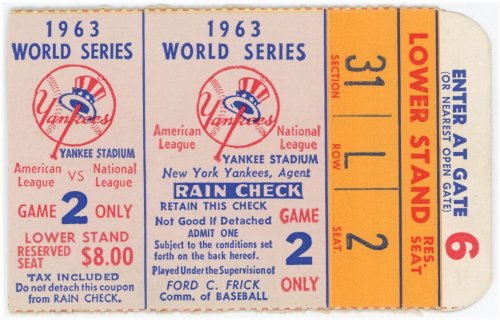 1963
WORLD SERIES
Yankees
YANKEE STADIUM
American League VS National League
GAME 2 ONLY
LOWER STAND
RESERVED SEAT $8.00
TAX INCLUDED
Do not detach this coupon
from RAIN CHECK.
1963
WORLD SERIES
Yankees
American League
National League
YANKEE STADIUM
New York Yankees, Agent
RAIN CHECK
RETAIN THIS CHECK
Not Good If Detached
ADMIT ONE
Subject to the conditions set
forth on the back hereof.
Played Under the Supervision of
FORD C. FRICK
Comm. of BASEBALL
GAME
2
ONLY
SECTION 31
ROW L
SEAT 2
LOWER STAND RES. SEAT
ENTER AT GATE 6
(OR NEAREST OPEN GATE)